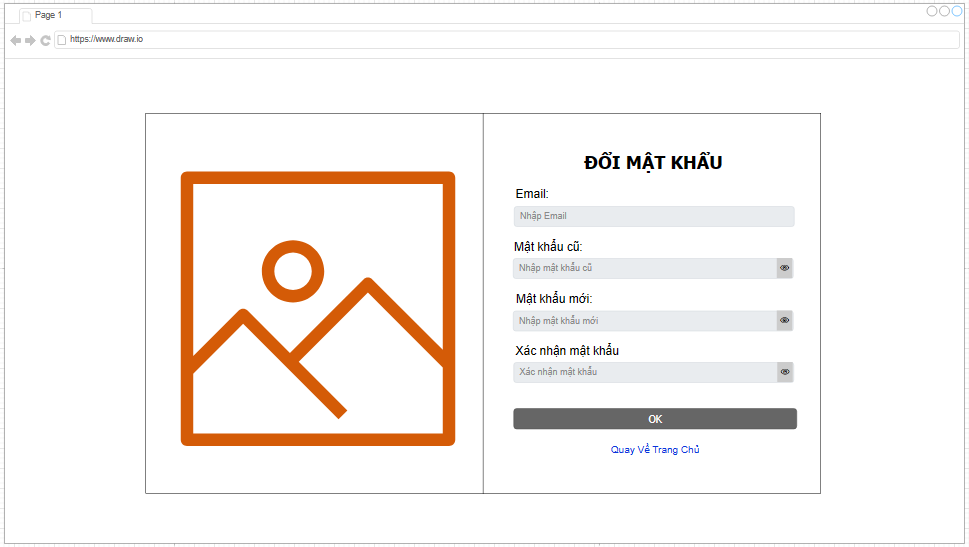 Page 1
https://www.draw.io
ĐỔI MẬT KHẨU
Email:
Nhập Email
Mật khẩu cũ:
Nhập mật khẩu cũ
Mật khẩu mới:
Nhập mật khẩu mới
Xác nhận mật khẩu
Xác nhận mật khẩu
OK
Quay Về Trang Chủ